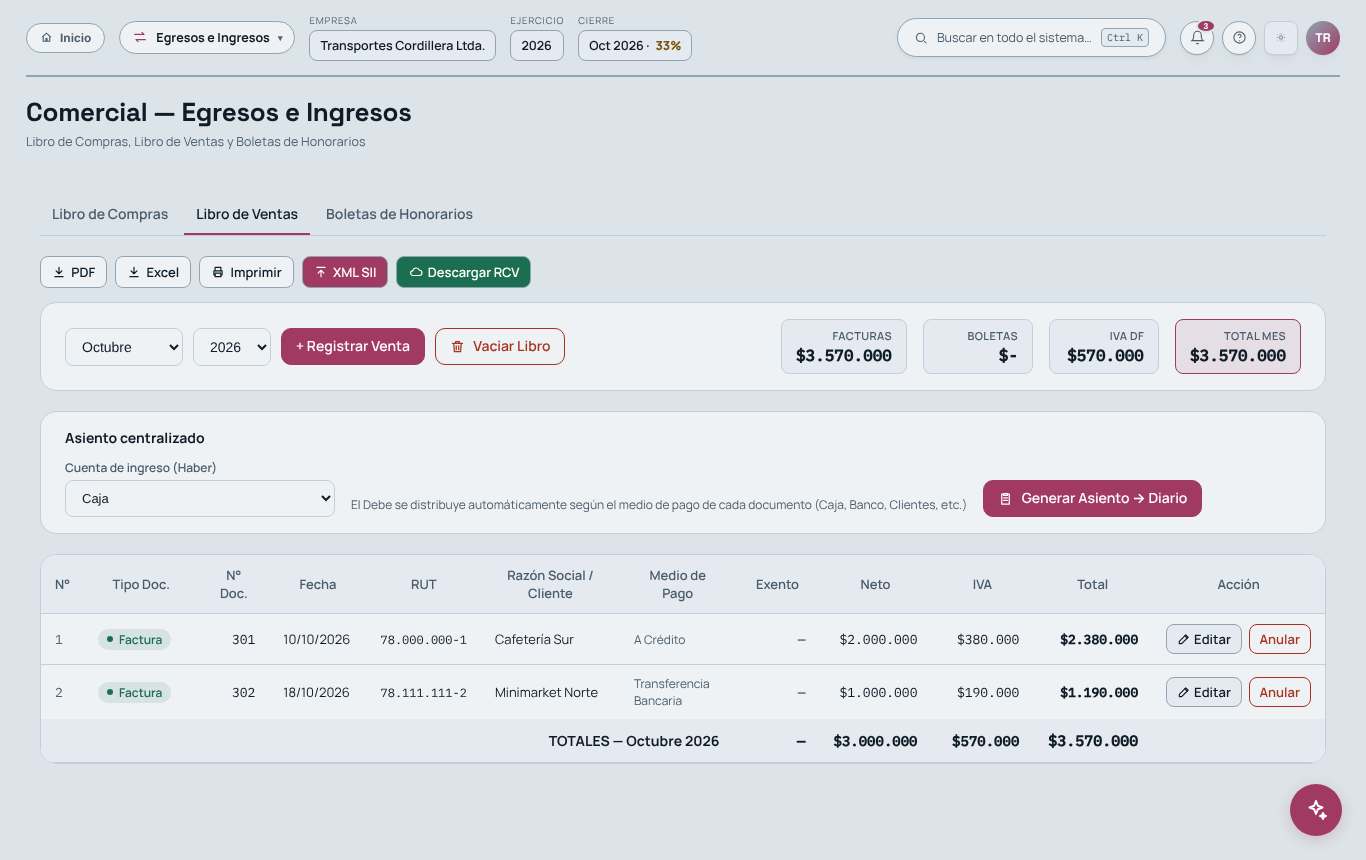 Inicio
Egresos e Ingresos
EMPRESA
Transportes Cordillera Ltda.
EJERCICIO
2026
CIERRE
Oct 2026 · 33%
Buscar en todo el sistema... Ctrl K
3
TR
Comercial — Egresos e Ingresos
Libro de Compras, Libro de Ventas y Boletas de Honorarios
Libro de Compras
Libro de Ventas
Boletas de Honorarios
PDF
Excel
Imprimir
XML SII
Descargar RCV
Octubre
2026
+ Registrar Venta
Vaciar Libro
FACTURAS
$3.570.000
BOLETAS
$-
IVA DF
$570.000
TOTAL MES
$3.570.000
Asiento centralizado
Cuenta de ingreso (Haber)
Caja
El Debe se distribuye automáticamente según el medio de pago de cada documento (Caja, Banco, Clientes, etc.)
Generar Asiento → Diario
N° Tipo Doc. N° Doc. Fecha RUT Razón Social / Cliente Medio de Pago Exento Neto IVA Total Acción
1 Factura 301 10/10/2026 78.000.000-1 Cafetería Sur A Crédito — $2.000.000 $380.000 $2.380.000 Editar Anular
2 Factura 302 18/10/2026 78.111.111-2 Minimarket Norte Transferencia Bancaria — $1.000.000 $190.000 $1.190.000 Editar Anular
TOTALES — Octubre 2026 — $3.000.000 $570.000 $3.570.000